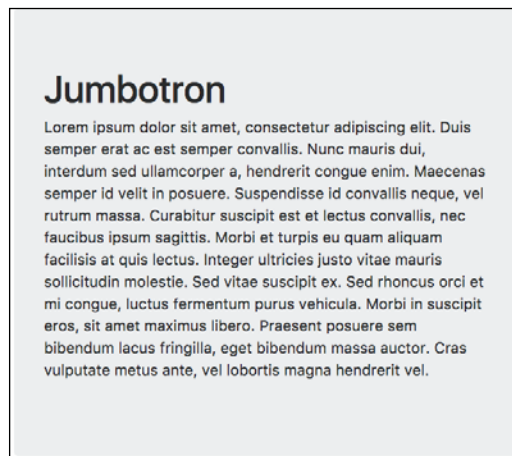 Jumbotron
Lorem ipsum dolor sit amet, consectetur adipiscing elit. Duis
semper erat ac est semper convallis. Nunc mauris dui,
interdum sed ullamcorper a, hendrerit congue enim. Maecenas
semper id velit in posuere. Suspendisse id convallis neque, vel
rutrum massa. Curabitur suscipit est et lectus convallis, nec
faucibus ipsum sagittis. Morbi et turpis eu quam aliquam
facilisis at quis lectus. Integer ultricies justo vitae mauris
sollicitudin molestie. Sed vitae suscipit ex. Sed rhoncus orci et
mi congue, luctus fermentum purus vehicula. Morbi in suscipit
eros, sit amet maximus libero. Praesent posuere sem
bibendum lacus fringilla, eget bibendum massa auctor. Cras
vulputate metus ante, vel lobortis magna hendrerit vel.